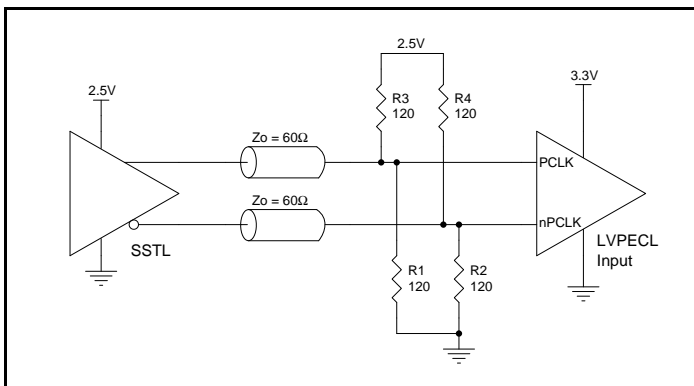 2.5V
3.3V
2.5V
R3
120
R4
120
Zo = 60Ω
PCLK
Zo = 60Ω
nPCLK
SSTL
LVPECL
Input
R1
120
R2
120